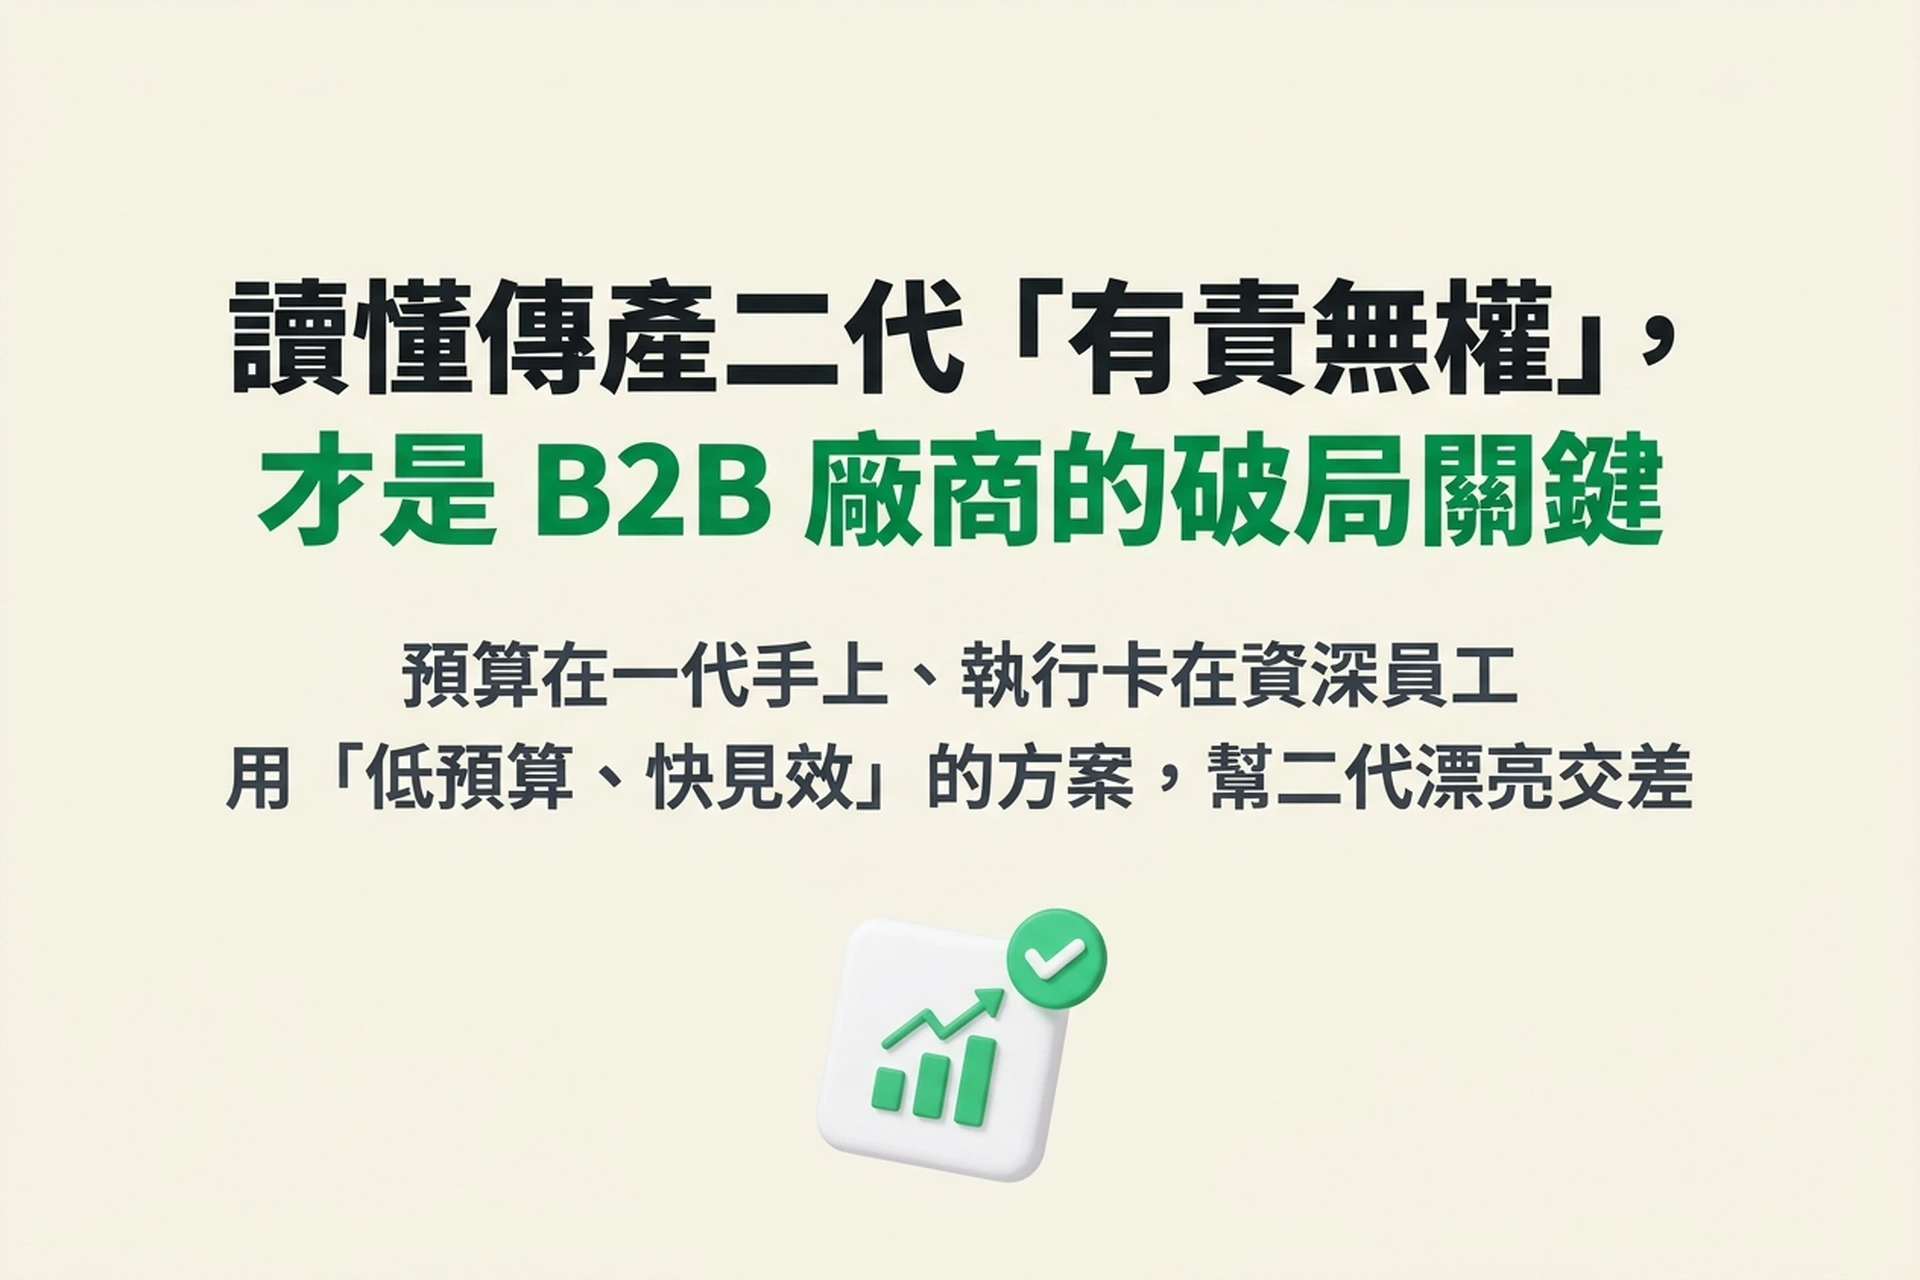 讀懂傳產二代「有責無權」，
才是 B2B 廠商的破局關鍵
預算在一代手上、執行卡在資深員工
用「低預算、快見效」的方案，幫二代漂亮交差